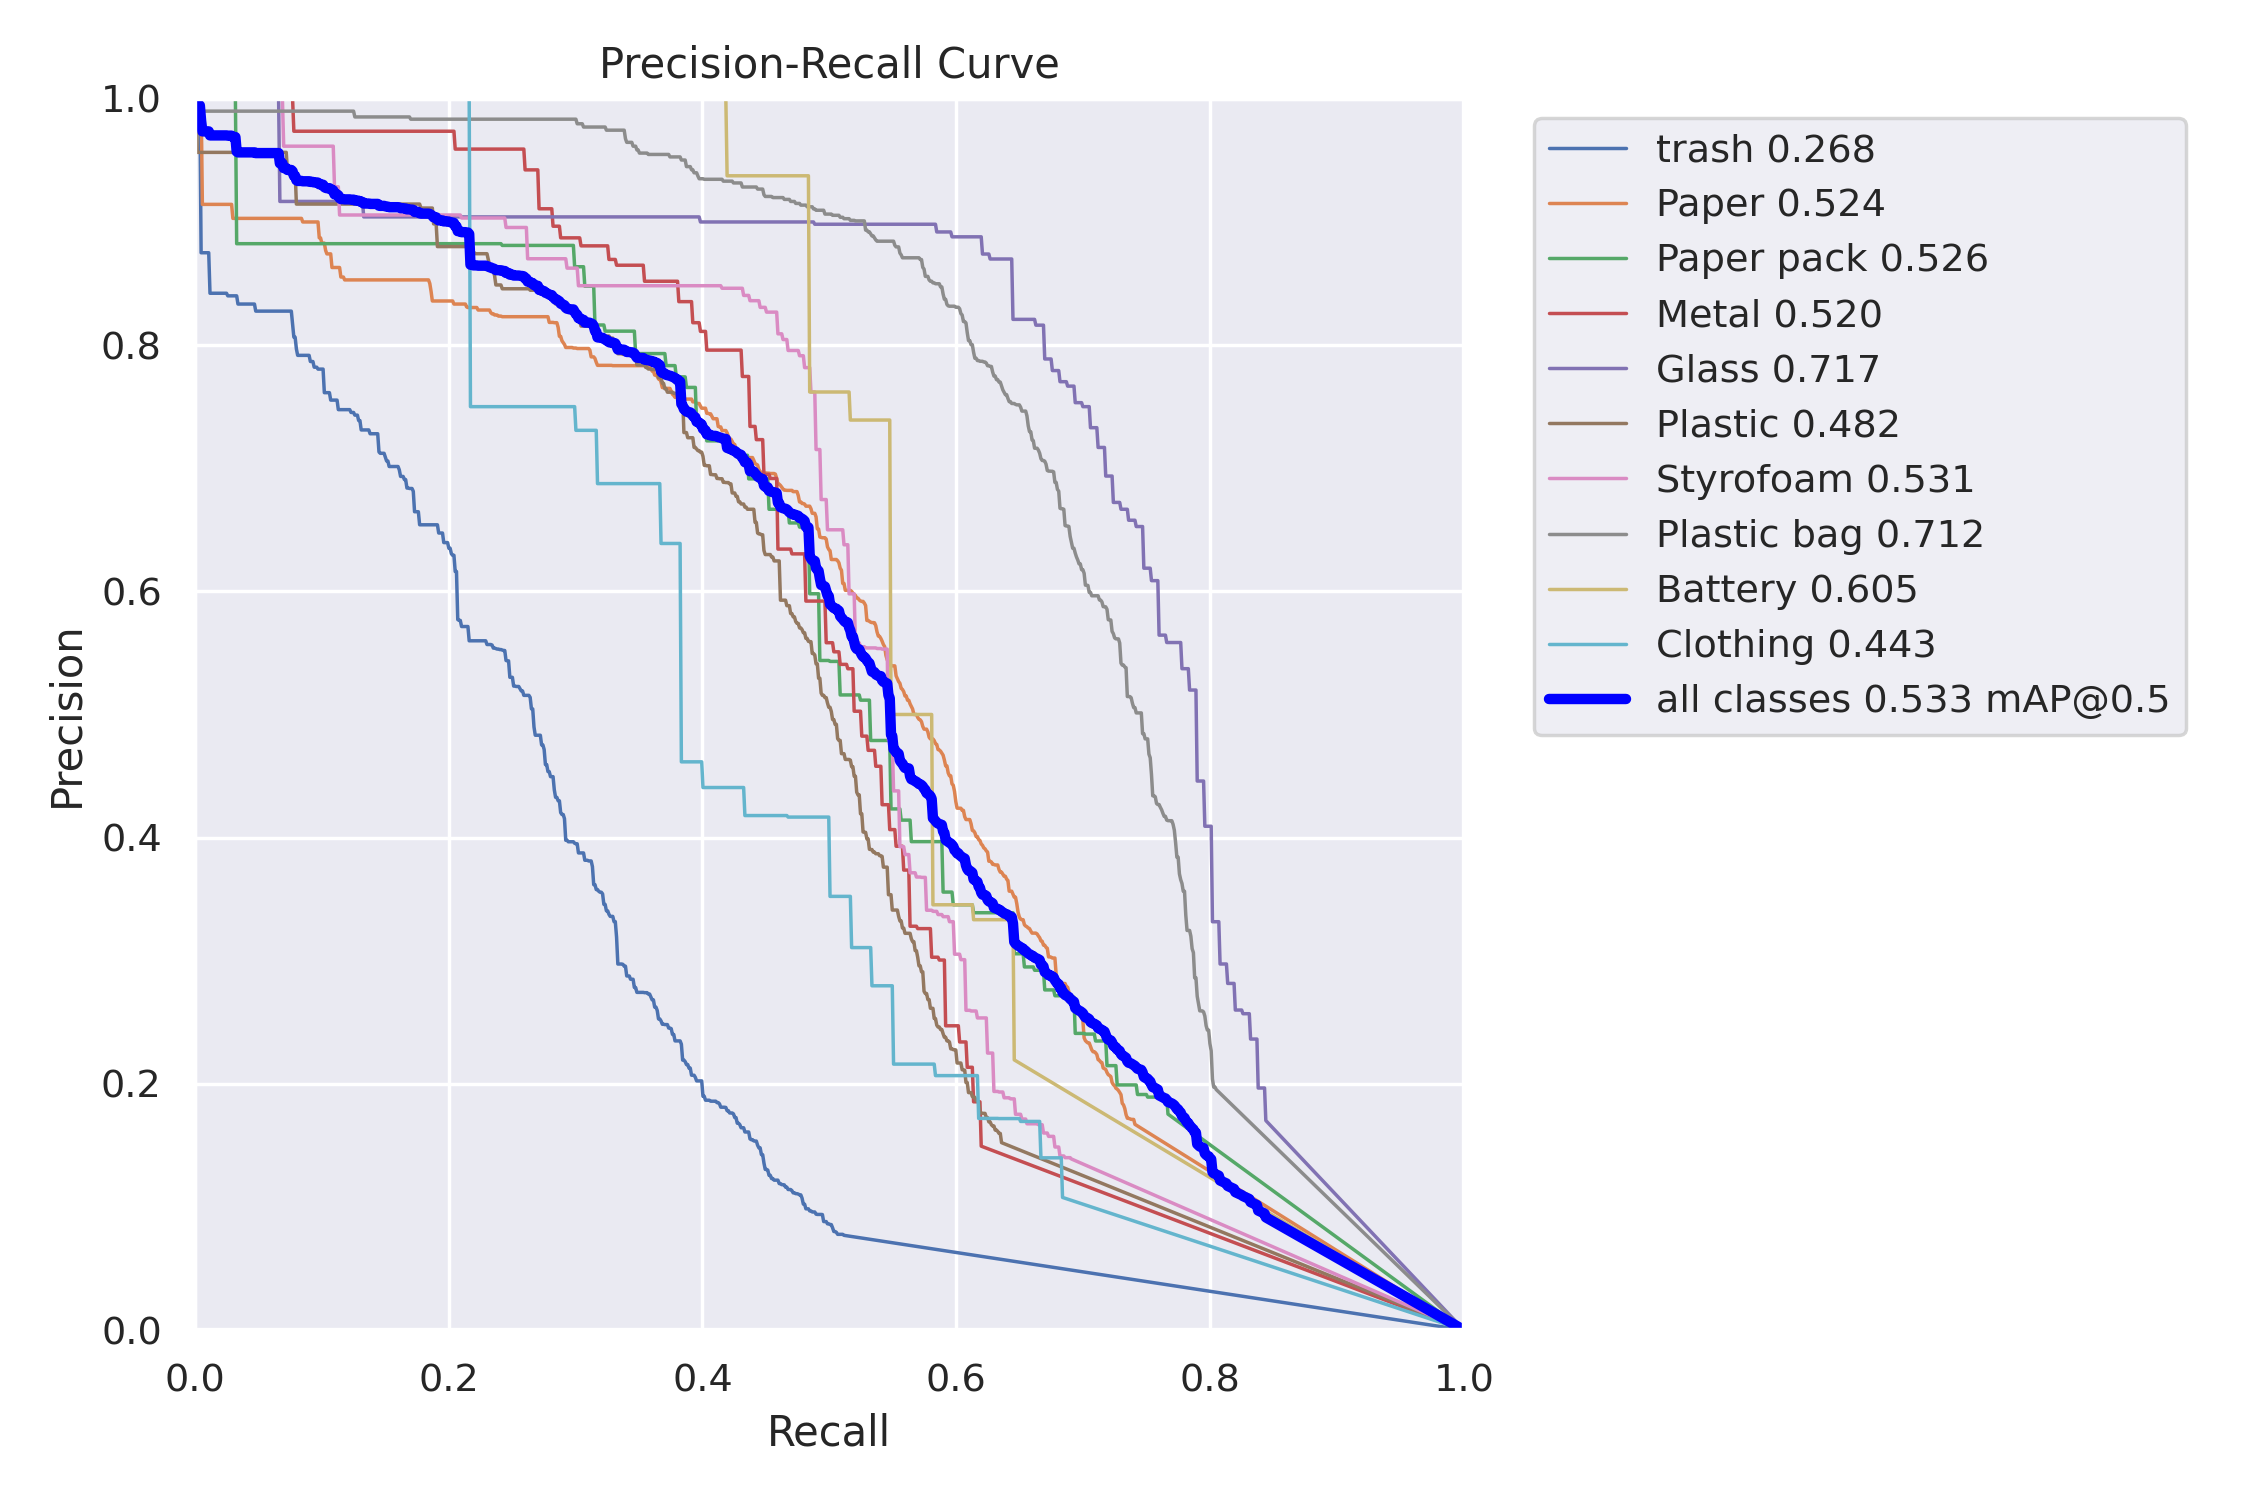 Precision-Recall Curve
1.0
0.8
0.6
0.4
0.2
0.0
Precision
0.0 0.2 0.4 0.6 0.8 1.0
Recall
trash 0.268
Paper 0.524
Paper pack 0.526
Metal 0.520
Glass 0.717
Plastic 0.482
Styrofoam 0.531
Plastic bag 0.712
Battery 0.605
Clothing 0.443
all classes 0.533 mAP@0.5